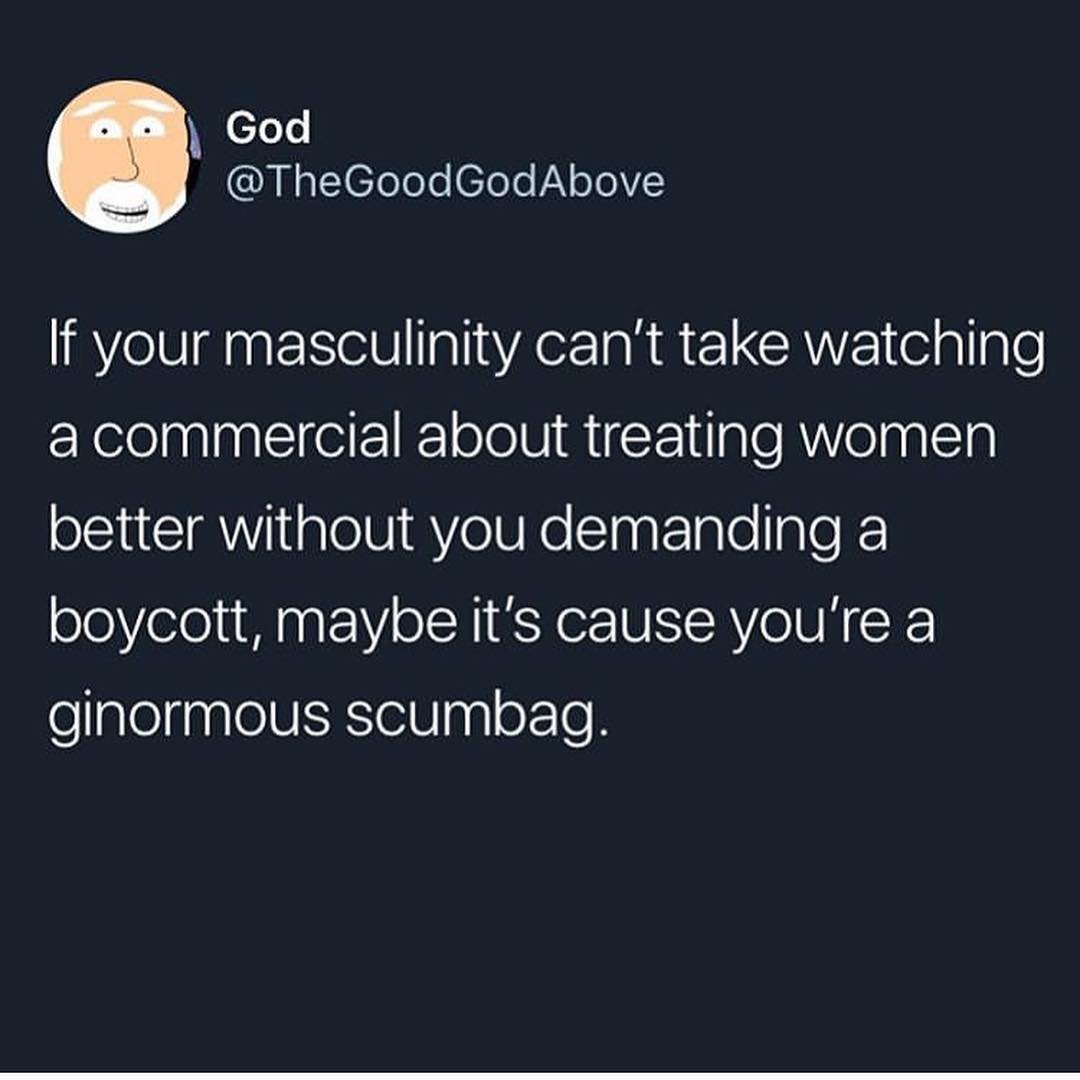 God
@TheGoodGodAbove
If your masculinity can’t take watching
a commercial about treating women
better without you demanding a
boycott, maybe it’s cause you’re a
ginormous scumbag.